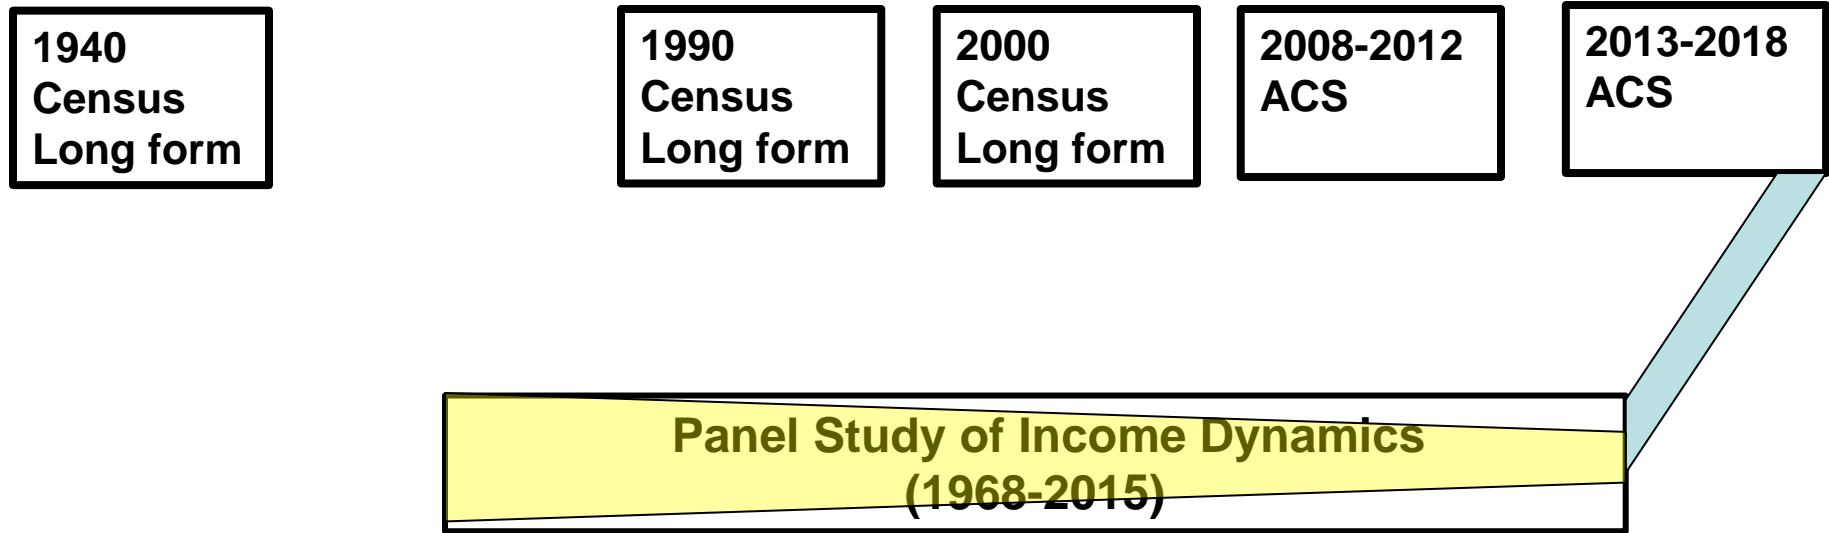 1940
Census
Long form
1990
Census
Long form
2000
Census
Long form
2008-2012
ACS
2013-2018
ACS
Panel Study of Income Dynamics
(1968-2015)